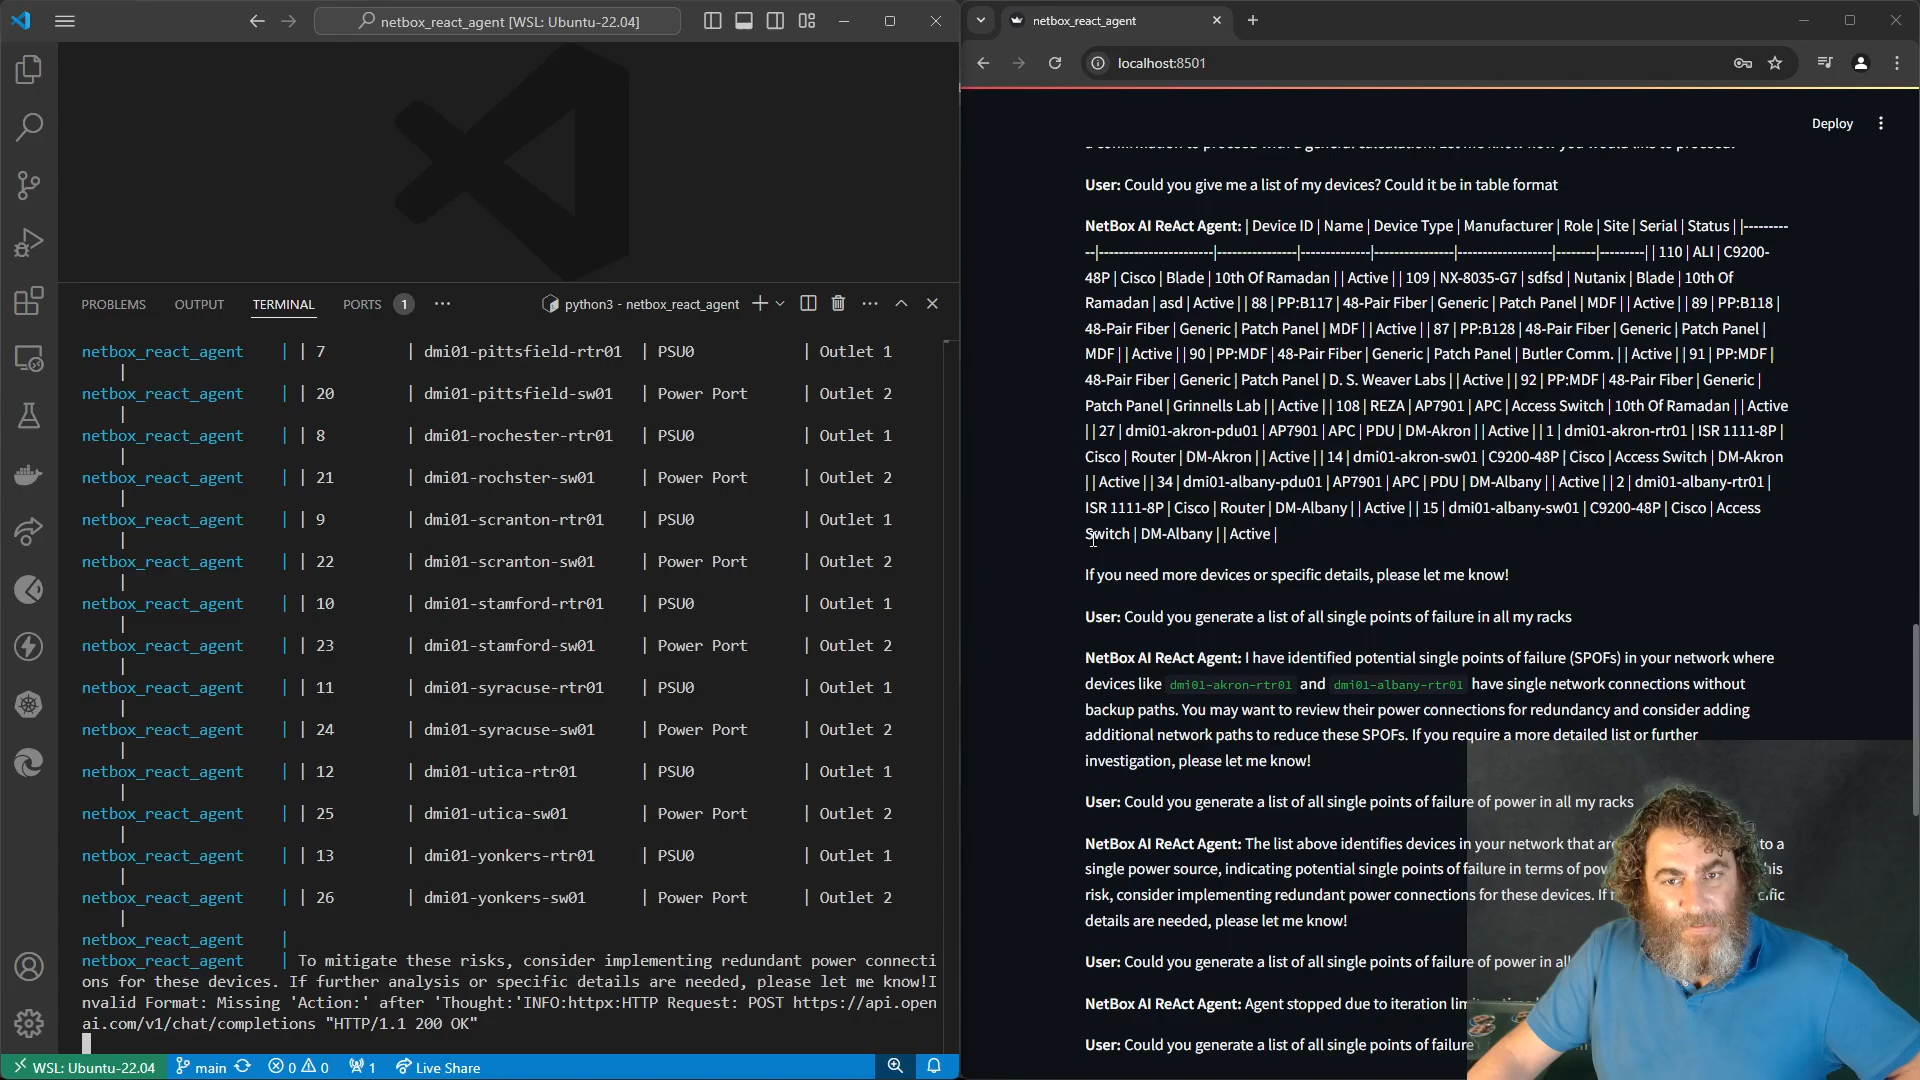 netbox_react_agent [WSL: Ubuntu-22.04]
PROBLEMS OUTPUT TERMINAL PORTS 1 ··· python3 - netbox_react_agent
netbox_react_agent | | 7 | dmi01-pittsfield-rtr01 | PSU0 | Outlet 1
|
netbox_react_agent | | 20 | dmi01-pittsfield-sw01 | Power Port | Outlet 2
|
netbox_react_agent | | 8 | dmi01-rochester-rtr01 | PSU0 | Outlet 1
|
netbox_react_agent | | 21 | dmi01-rochster-sw01 | Power Port | Outlet 2
|
netbox_react_agent | | 9 | dmi01-scranton-rtr01 | PSU0 | Outlet 1
|
netbox_react_agent | | 22 | dmi01-scranton-sw01 | Power Port | Outlet 2
|
netbox_react_agent | | 10 | dmi01-stamford-rtr01 | PSU0 | Outlet 1
|
netbox_react_agent | | 23 | dmi01-stamford-sw01 | Power Port | Outlet 2
|
netbox_react_agent | | 11 | dmi01-syracuse-rtr01 | PSU0 | Outlet 1
|
netbox_react_agent | | 24 | dmi01-syracuse-sw01 | Power Port | Outlet 2
|
netbox_react_agent | | 12 | dmi01-utica-rtr01 | PSU0 | Outlet 1
|
netbox_react_agent | | 25 | dmi01-utica-sw01 | Power Port | Outlet 2
|
netbox_react_agent | | 13 | dmi01-yonkers-rtr01 | PSU0 | Outlet 1
|
netbox_react_agent | | 26 | dmi01-yonkers-sw01 | Power Port | Outlet 2
|
netbox_react_agent |
netbox_react_agent | To mitigate these risks, consider implementing redundant power connecti
ons for these devices. If further analysis or specific details are needed, please let me know!I
nvalid Format: Missing 'Action:' after 'Thought:'INFO:httpx:HTTP Request: POST https://api.open
ai.com/v1/chat/completions "HTTP/1.1 200 OK"
WSL: Ubuntu-22.04 main 0 0 1 Live Share
netbox_react_agent
localhost:8501
Deploy
User: Could you give me a list of my devices? Could it be in table format
NetBox AI ReAct Agent: | Device ID | Name | Device Type | Manufacturer | Role | Site | Serial | Status | |---------
--|-----------------------|----------------|--------------|----------------|-------------------|--------|---------| | 110 | ALI | C9200-
48P | Cisco | Blade | 10th Of Ramadan | | Active | | 109 | NX-8035-G7 | sdfsd | Nutanix | Blade | 10th Of
Ramadan | asd | Active | | 88 | PP:B117 | 48-Pair Fiber | Generic | Patch Panel | MDF | | Active | | 89 | PP:B118 |
48-Pair Fiber | Generic | Patch Panel | MDF | | Active | | 87 | PP:B128 | 48-Pair Fiber | Generic | Patch Panel |
MDF | | Active | | 90 | PP:MDF | 48-Pair Fiber | Generic | Patch Panel | Butler Comm. | | Active | | 91 | PP:MDF |
48-Pair Fiber | Generic | Patch Panel | D. S. Weaver Labs | | Active | | 92 | PP:MDF | 48-Pair Fiber | Generic |
Patch Panel | Grinnells Lab | | Active | | 108 | REZA | AP7901 | APC | Access Switch | 10th Of Ramadan | | Active
| | 27 | dmi01-akron-pdu01 | AP7901 | APC | PDU | DM-Akron | | Active | | 1 | dmi01-akron-rtr01 | ISR 1111-8P |
Cisco | Router | DM-Akron | | Active | | 14 | dmi01-akron-sw01 | C9200-48P | Cisco | Access Switch | DM-Akron
| | Active | | 34 | dmi01-albany-pdu01 | AP7901 | APC | PDU | DM-Albany | | Active | | 2 | dmi01-albany-rtr01 |
ISR 1111-8P | Cisco | Router | DM-Albany | | Active | | 15 | dmi01-albany-sw01 | C9200-48P | Cisco | Access
Switch | DM-Albany | | Active |
If you need more devices or specific details, please let me know!
User: Could you generate a list of all single points of failure in all my racks
NetBox AI ReAct Agent: I have identified potential single points of failure (SPOFs) in your network where
devices like dmi01-akron-rtr01 and dmi01-albany-rtr01 have single network connections without
backup paths. You may want to review their power connections for redundancy and consider adding
additional network paths to reduce these SPOFs. If you require a more detailed list or further
investigation, please let me know!
User: Could you generate a list of all single points of failure of power in all my racks
NetBox AI ReAct Agent: The list above identifies devices in your network that are to a
single power source, indicating potential single points of failure in terms of
risk, consider implementing redundant power connections for these devices. If
details are needed, please let me know!
User: Could you generate a list of all single points of failure of power in all
NetBox AI ReAct Agent: Agent stopped due to iteration
User: Could you generate a list of all single points of failure